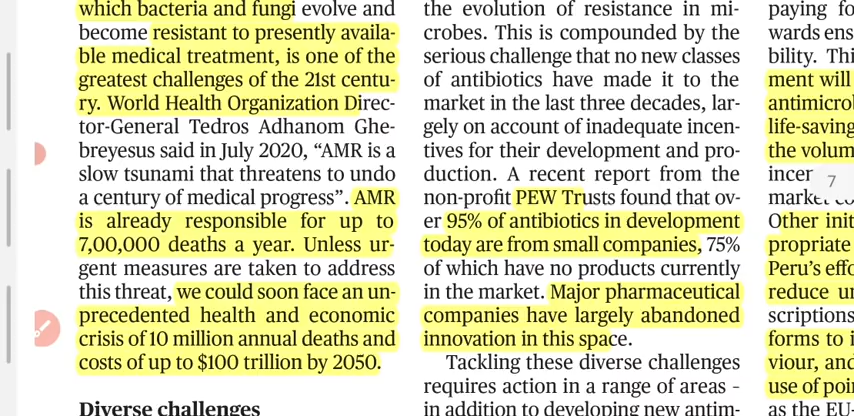 which bacteria and fungi evolve and
become resistant to presently availa-
ble medical treatment, is one of the
greatest challenges of the 21st centu-
ry. World Health Organization Direc-
tor-General Tedros Adhanom Ghe-
breyesus said in July 2020, “AMR is a
slow tsunami that threatens to undo
a century of medical progress”. AMR
is already responsible for up to
7,00,000 deaths a year. Unless ur-
gent measures are taken to address
this threat, we could soon face an un-
precedented health and economic
crisis of 10 million annual deaths and
costs of up to $100 trillion by 2050.
Diverse challenges
the evolution of resistance in mi-
crobes. This is compounded by the
serious challenge that no new classes
of antibiotics have made it to the
market in the last three decades, lar-
gely on account of inadequate incen-
tives for their development and pro-
duction. A recent report from the
non-profit PEW Trusts found that ov-
er 95% of antibiotics in development
today are from small companies, 75%
of which have no products currently
in the market. Major pharmaceutical
companies have largely abandoned
innovation in this space.
Tackling these diverse challenges
requires action in a range of areas –
in addition to developing new antim-
paying fo
wards ens
bility. Thi
ment will
antimicrob
life-saving
the volum
incer
market co
Other init
propriate
Peru’s effo
reduce un
scriptions
forms to i
viour, and
use of poin
as the EU-
7